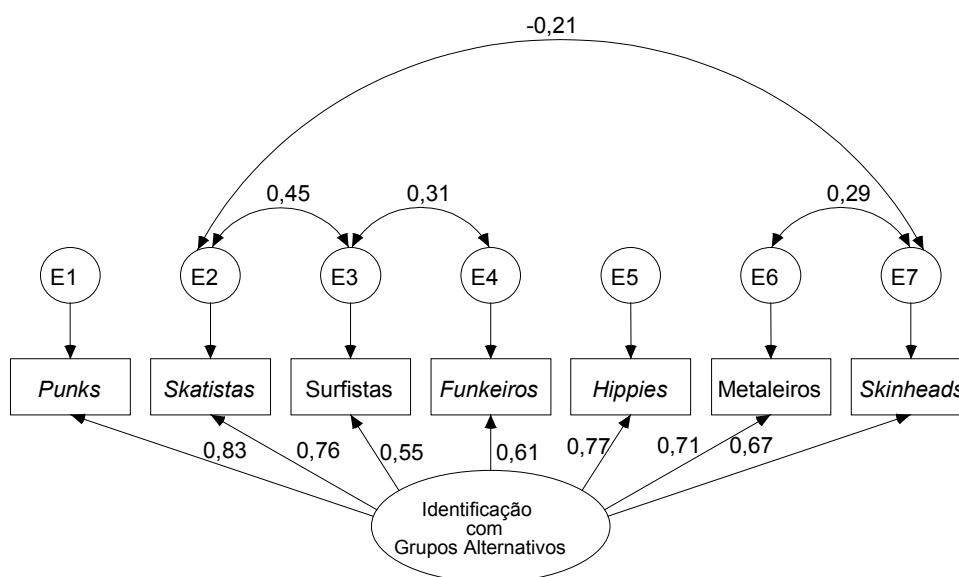 -0,21
0,45
0,31
0,29
E1
E2
E3
E4
E5
E6
E7
Punks
Skatistas
Surfistas
Funkeiros
Hippies
Metaleiros
Skinheads
0,83
0,76
0,55
0,61
0,77
0,71
0,67
Identificação
com
Grupos Alternativos